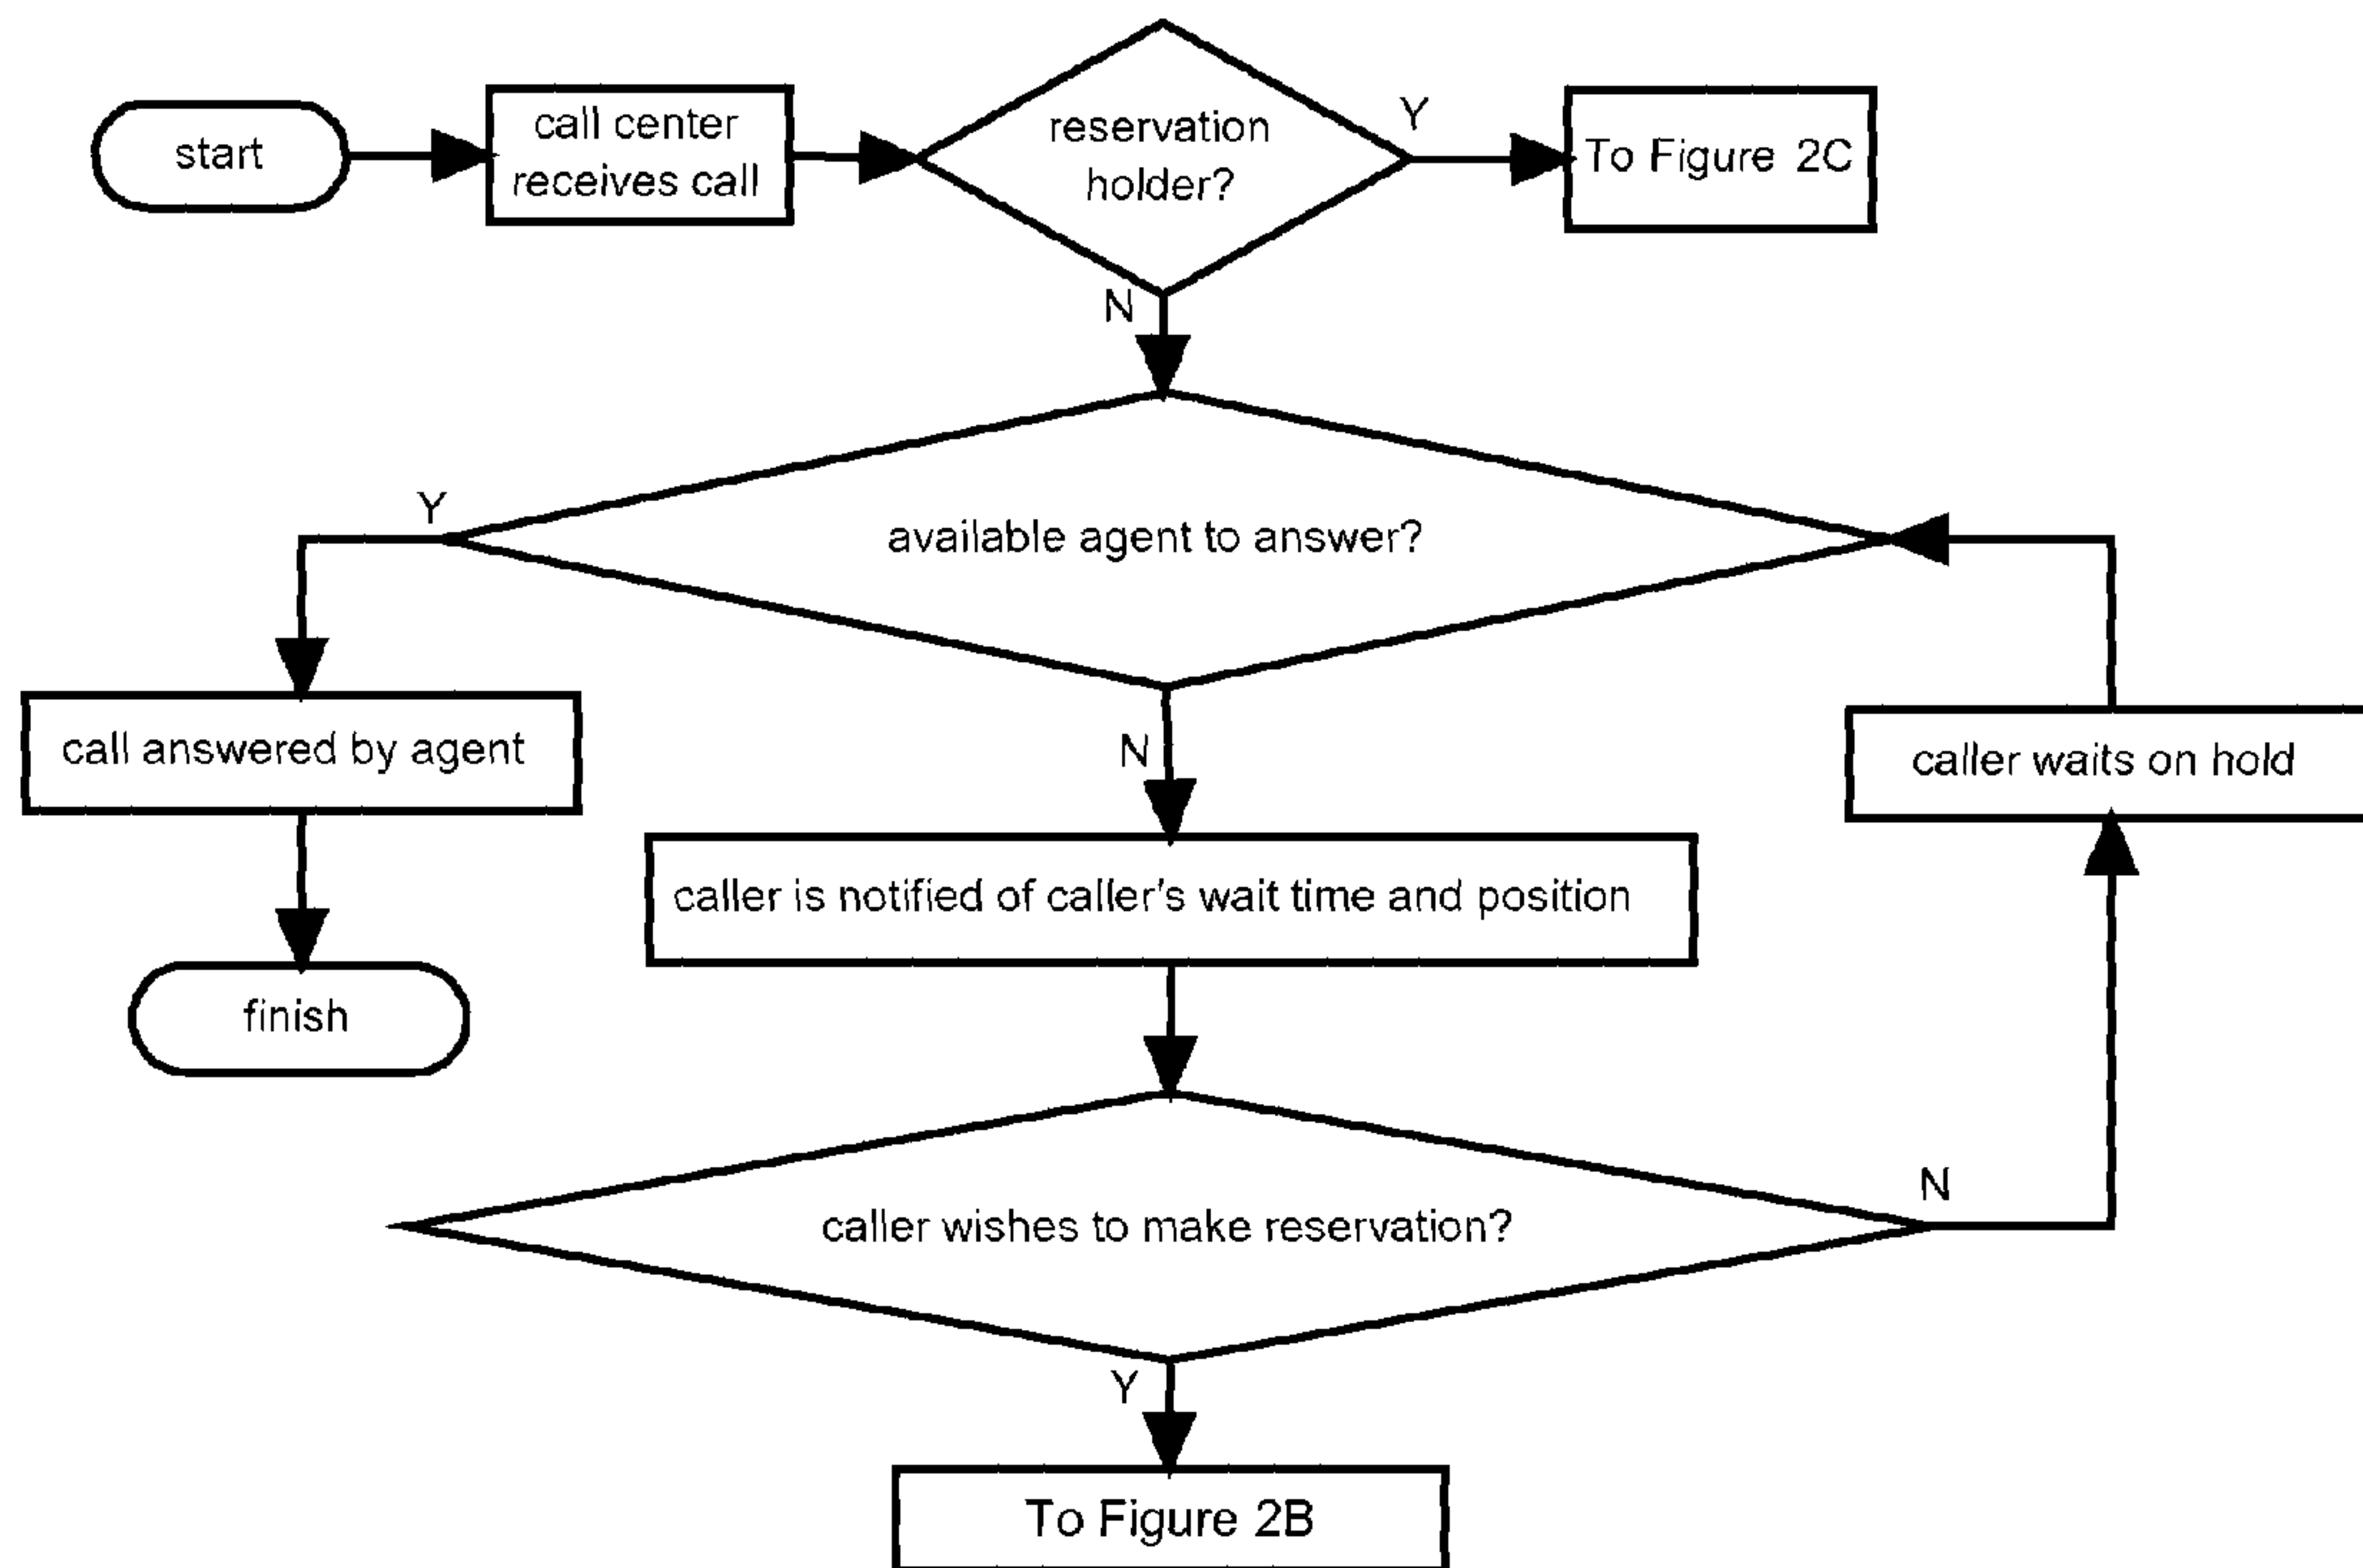 start
call center
receives call
reservation
holder?
Y
To Figure 2C
N
Y
available agent to answer?
call answered by agent
N
caller waits on hold
caller is notified of caller's wait time and position
finish
N
caller wishes to make reservation?
Y
To Figure 2B